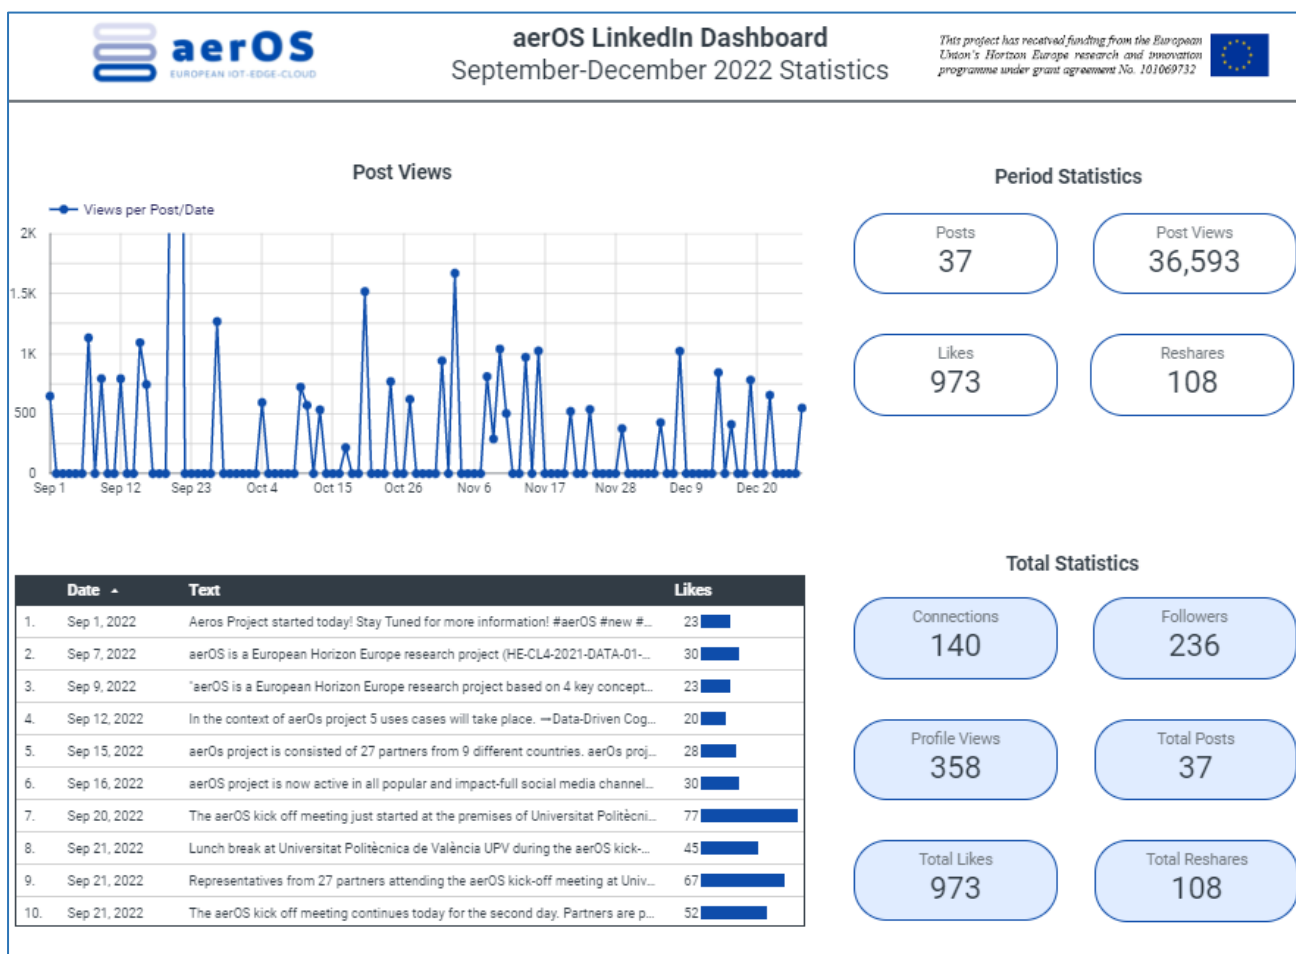 aerOS
EUROPEAN IOT-EDGE-CLOUD
aerOS LinkedIn Dashboard
September-December 2022 Statistics
This project has received funding from the European
Union's Horizon Europe research and innovation
programme under grant agreement No. 101069732
Post Views
Views per Post/Date
2K
1.5K
1K
500
0
Sep 1 Sep 12 Sep 23 Oct 4 Oct 15 Oct 26 Nov 6 Nov 17 Nov 28 Dec 9 Dec 20
Period Statistics
Posts
37
Post Views
36,593
Likes
973
Reshares
108
Date Text Likes
1. Sep 1, 2022 Aeros Project started today! Stay Tuned for more information! #aerOS #new #... 23
2. Sep 7, 2022 aerOS is a European Horizon Europe research project (HE-CL4-2021-DATA-01-... 30
3. Sep 9, 2022 "aerOS is a European Horizon Europe research project based on 4 key concept... 23
4. Sep 12, 2022 In the context of aerOs project 5 uses cases will take place. →Data-Driven Cog... 20
5. Sep 15, 2022 aerOs project is consisted of 27 partners from 9 different countries. aerOs proj... 28
6. Sep 16, 2022 aerOS project is now active in all popular and impact-full social media channel... 30
7. Sep 20, 2022 The aerOS kick off meeting just started at the premises of Universitat Politècni... 77
8. Sep 21, 2022 Lunch break at Universitat Politècnica de València UPV during the aerOS kick-... 45
9. Sep 21, 2022 Representatives from 27 partners attending the aerOS kick-off meeting at Univ... 67
10. Sep 21, 2022 The aerOS kick off meeting continues today for the second day. Partners are p... 52
Total Statistics
Connections
140
Followers
236
Profile Views
358
Total Posts
37
Total Likes
973
Total Reshares
108